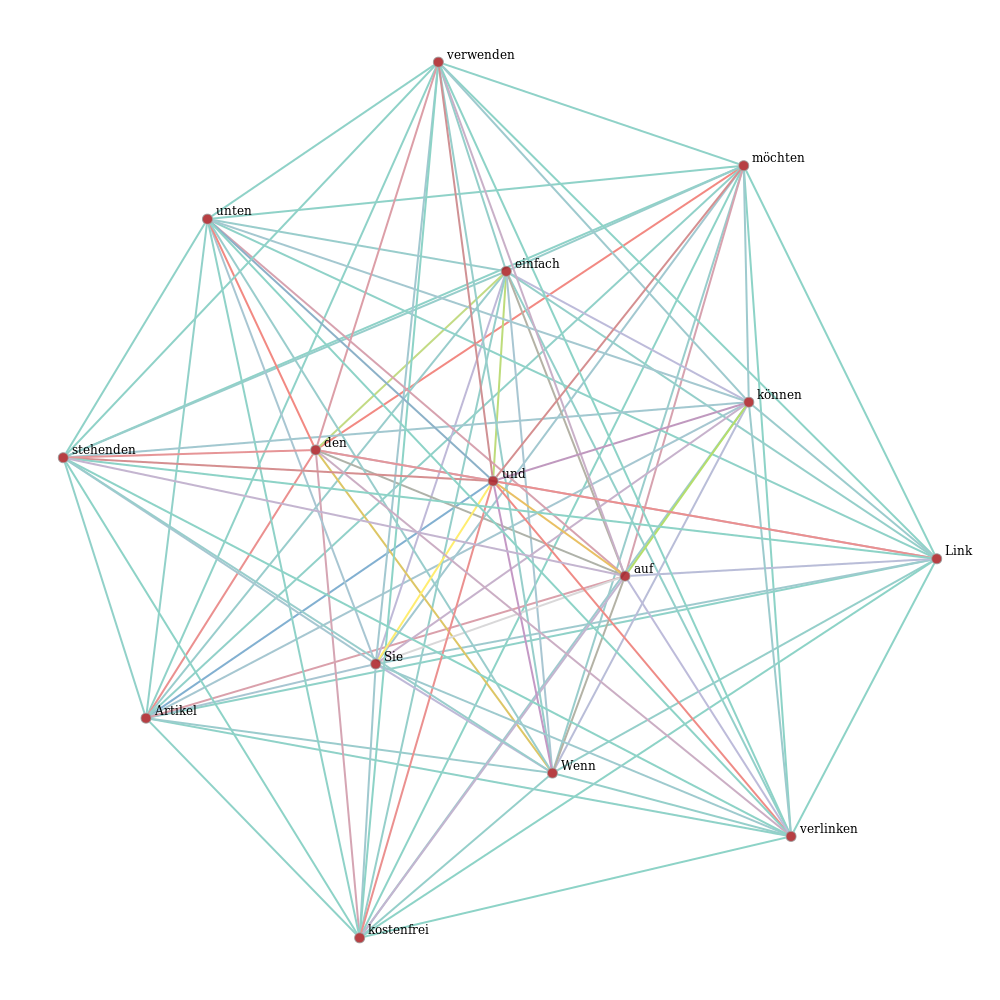 verwenden
möchten
unten
einfach
können
den
stehenden
und
Link
auf
Sie
Artikel
Wenn
verlinken
kostenfrei